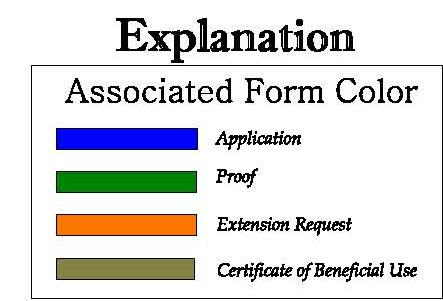 Explanation
Associated Form Color
Application
Proof
Extension Request
Certificate of Beneficial Use